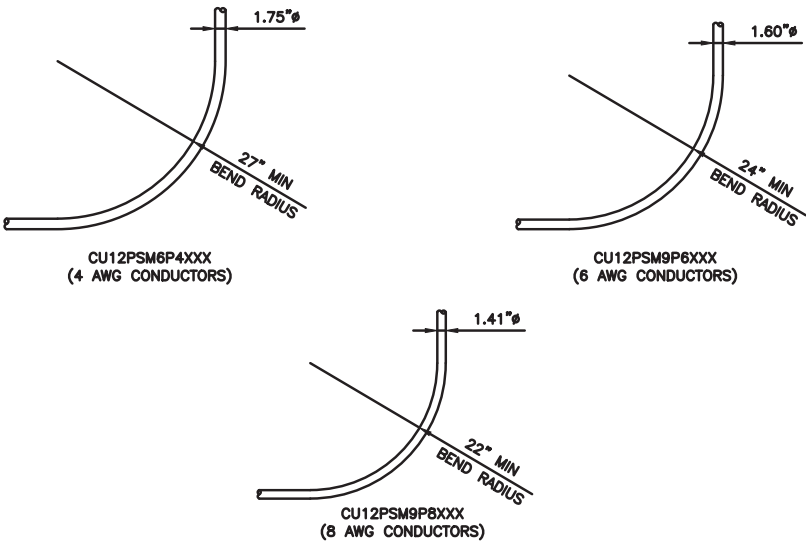 1.75"ø
27" MIN
BEND RADIUS
CU12PSM6P4XXX
(4 AWG CONDUCTORS)
1.60"ø
24" MIN
BEND RADIUS
CU12PSM9P6XXX
(6 AWG CONDUCTORS)
1.41"ø
22" MIN
BEND RADIUS
CU12PSM9P8XXX
(8 AWG CONDUCTORS)